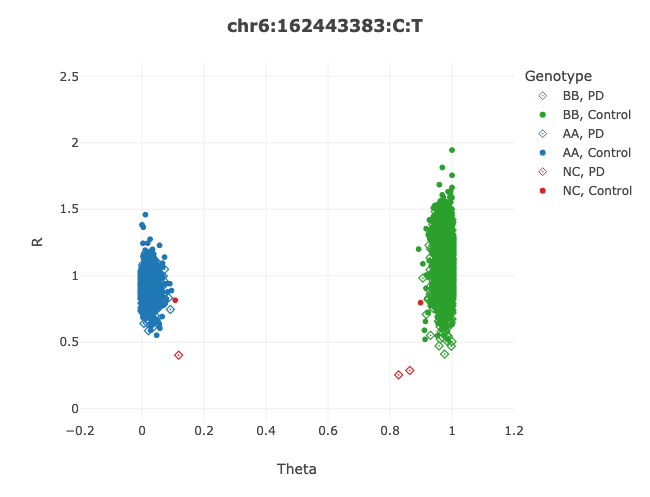 chr6:162443383:C:T
2.5
2
1.5
1
0.5
0
R
−0.2
0
0.2
0.4
0.6
0.8
1
1.2
Theta
Genotype
BB, PD
BB, Control
AA, PD
AA, Control
NC, PD
NC, Control